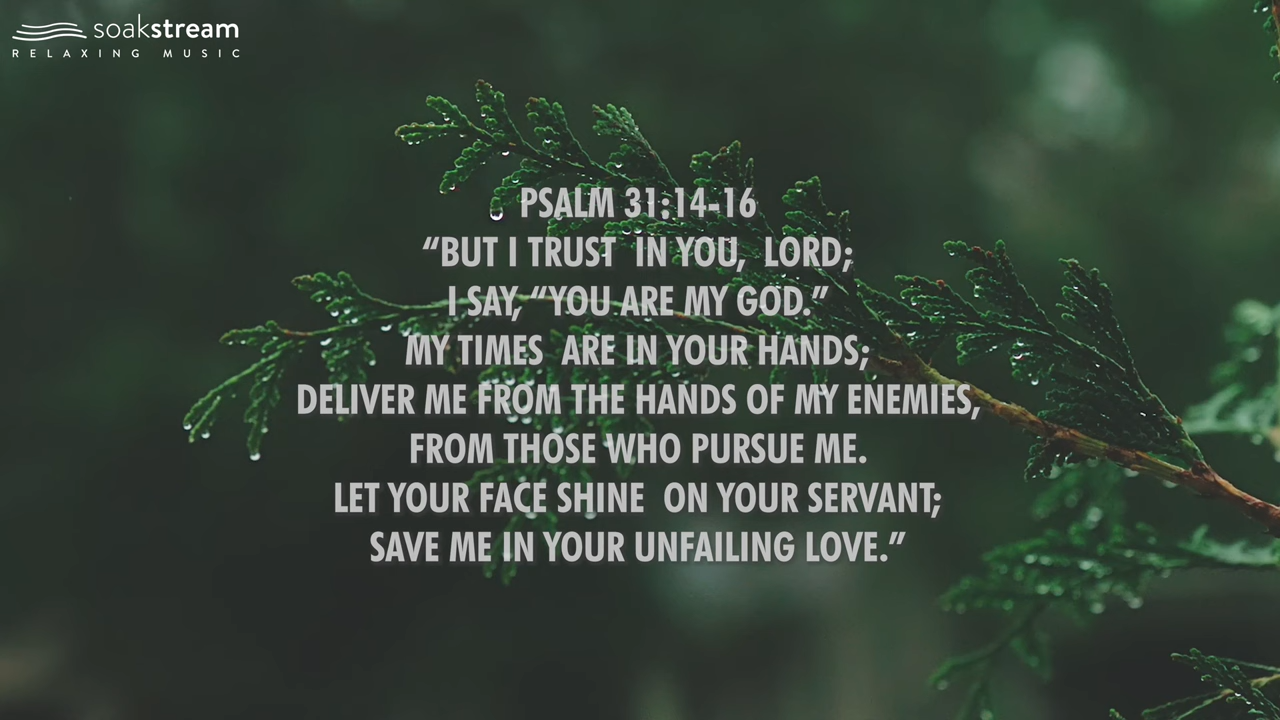 soakstream
RELAXING MUSIC
PSALM 31:14-16
“BUT I TRUST  IN YOU,  LORD;
I SAY, “YOU ARE MY GOD.”
MY TIMES  ARE IN YOUR HANDS;
DELIVER ME FROM THE HANDS OF MY ENEMIES,
FROM THOSE WHO PURSUE ME.
LET YOUR FACE SHINE  ON YOUR SERVANT;
SAVE ME IN YOUR UNFAILING LOVE.”